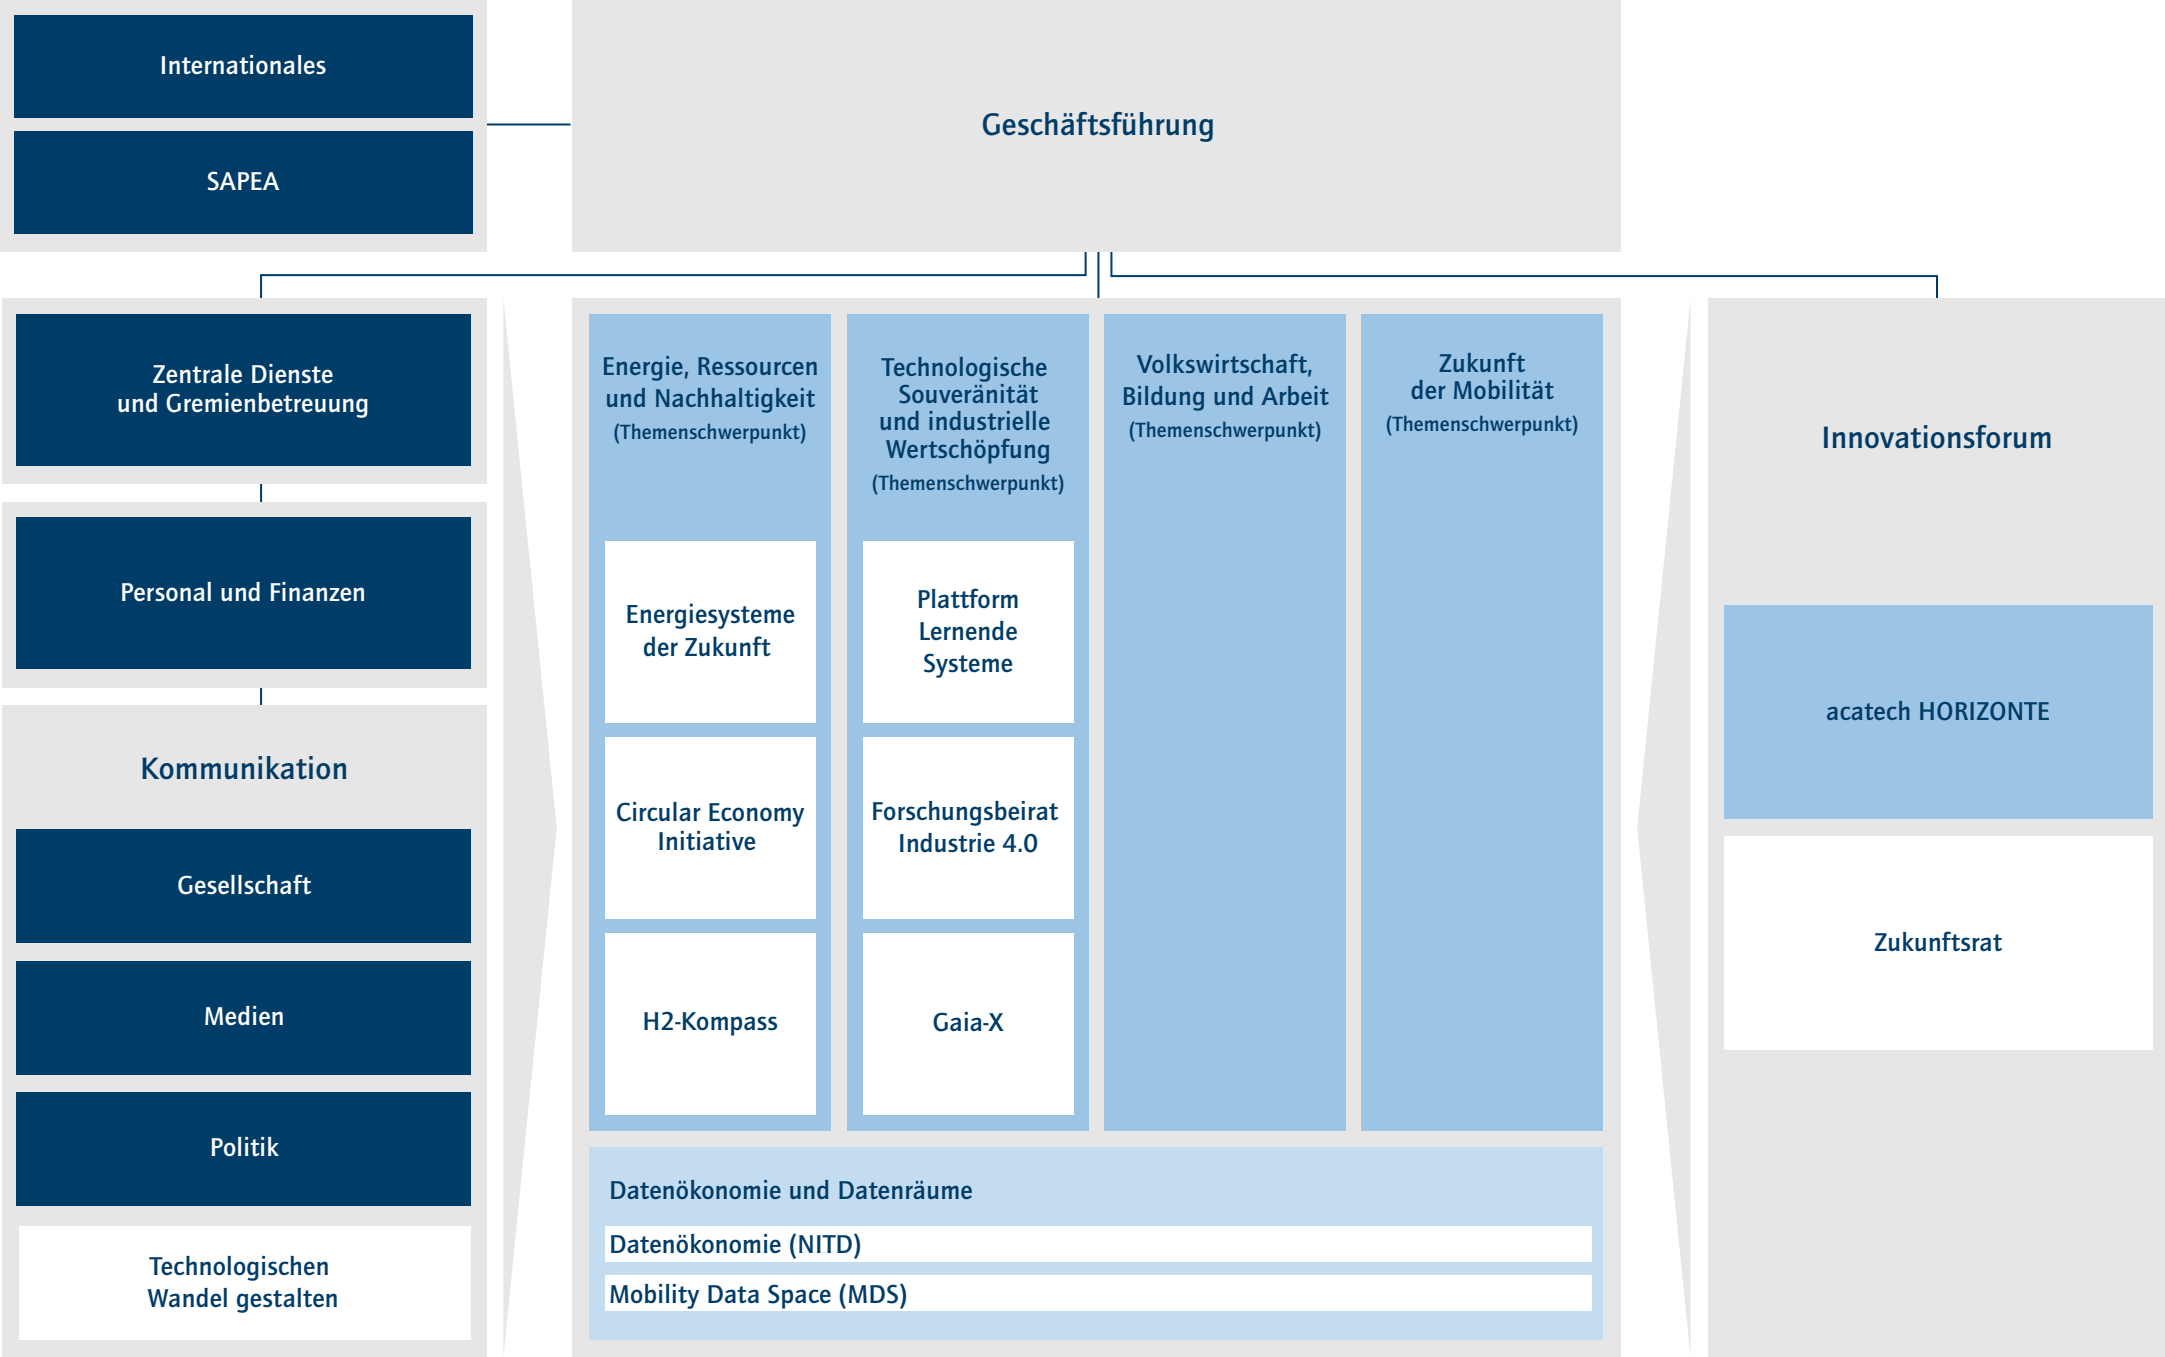 Internationales
SAPEA
Geschäftsführung
Zentrale Dienste
und Gremienbetreuung
Personal und Finanzen
Kommunikation
Gesellschaft
Medien
Politik
Technologischen
Wandel gestalten
Energie, Ressourcen
und Nachhaltigkeit
(Themenschwerpunkt)
Energiesysteme
der Zukunft
Circular Economy
Initiative
H2-Kompass
Technologische
Souveränität
und industrielle
Wertschöpfung
(Themenschwerpunkt)
Plattform
Lernende
Systeme
Forschungsbeirat
Industrie 4.0
Gaia-X
Volkswirtschaft,
Bildung und Arbeit
(Themenschwerpunkt)
Zukunft
der Mobilität
(Themenschwerpunkt)
Datenökonomie und Datenräume
Datenökonomie (NITD)
Mobility Data Space (MDS)
Innovationsforum
acatech HORIZONTE
Zukunftsrat